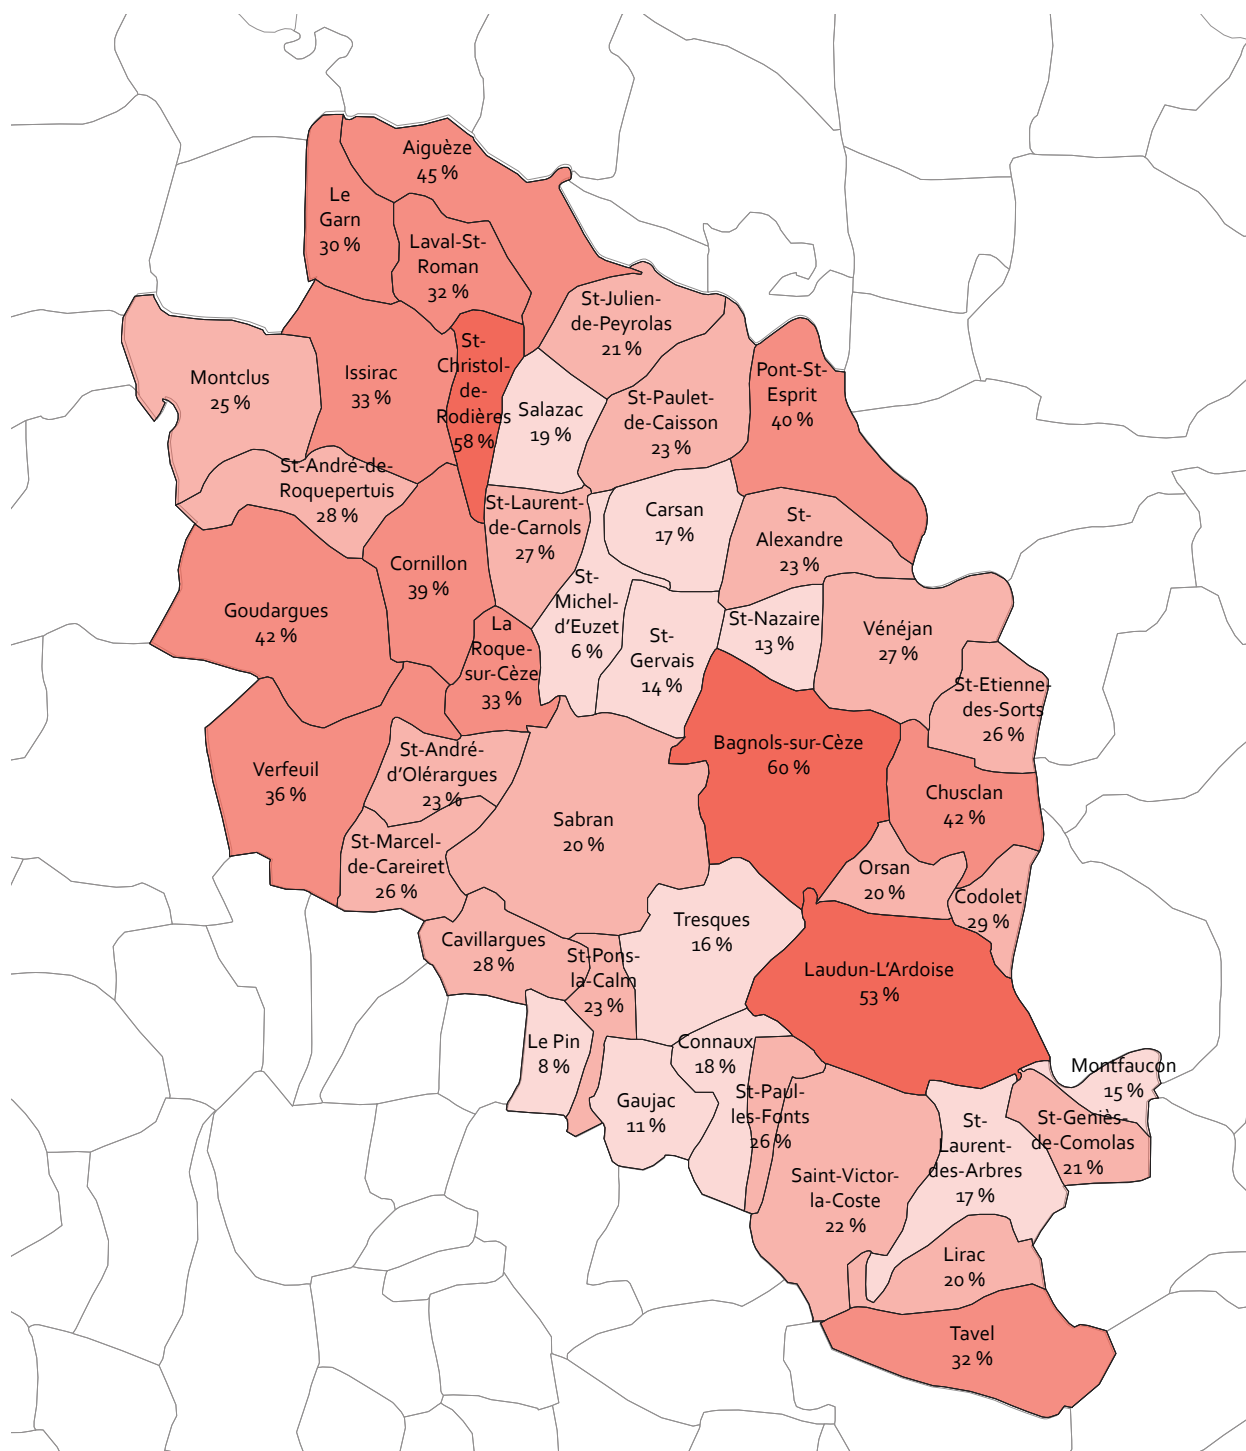 Aiguèze
45 %
Le
Garn
30 %
Laval-St-
Roman
32 %
St-Julien-
de-Peyrolas
21 %
St-
Christol-
de-
Rodières
58 %
Montclus
25 %
Issirac
33 %
Salazac
19 %
St-Paulet-
de-Caisson
23 %
Pont-St-
Esprit
40 %
St-André-de-
Roquepertuis
28 %
St-Laurent-
de-Carnols
27 %
Carsan
17 %
St-
Alexandre
23 %
Cornillon
39 %
Goudargues
42 %
St-
Michel-
d'Euzet
6 %
La
Roque-
sur-Cèze
33 %
St-
Gervais
14 %
St-Nazaire
13 %
Vénéjan
27 %
St-Etienne-
des-Sorts
26 %
Bagnols-sur-Cèze
60 %
Verfeuil
36 %
St-André-
d'Olérargues
23 %
Chusclan
42 %
Sabran
20 %
St-Marcel-
de-Careiret
26 %
Orsan
20 %
Codolet
29 %
Tresques
16 %
Cavillargues
28 %
St-Pons-
la-Calm
23 %
Laudun-L'Ardoise
53 %
Le Pin
8 %
Connaux
18 %
Montfaucon
15 %
Gaujac
11 %
St-Paul-
les-Fonts
26 %
St-Geniès-
de-Comolas
21 %
St-
Laurent-
des-Arbres
17 %
Saint-Victor-
la-Coste
22 %
Lirac
20 %
Tavel
32 %